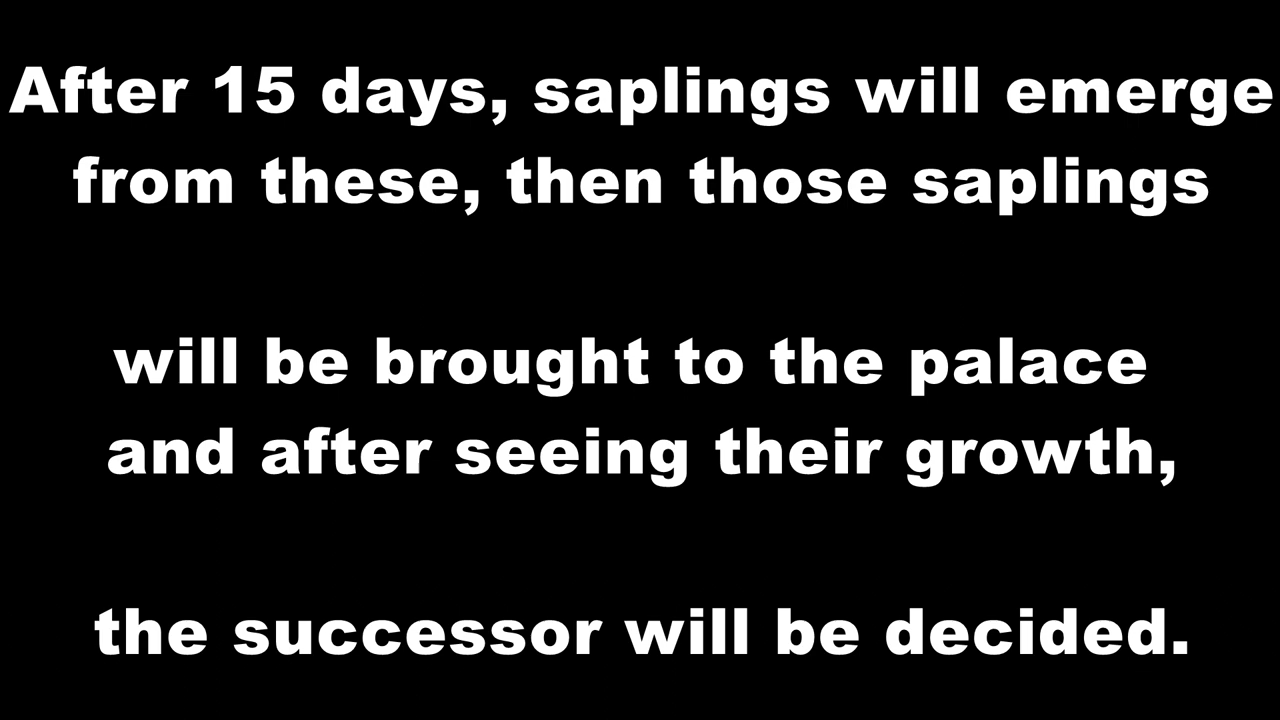 After 15 days, saplings will emerge
from these, then those saplings
will be brought to the palace
and after seeing their growth,
the successor will be decided.